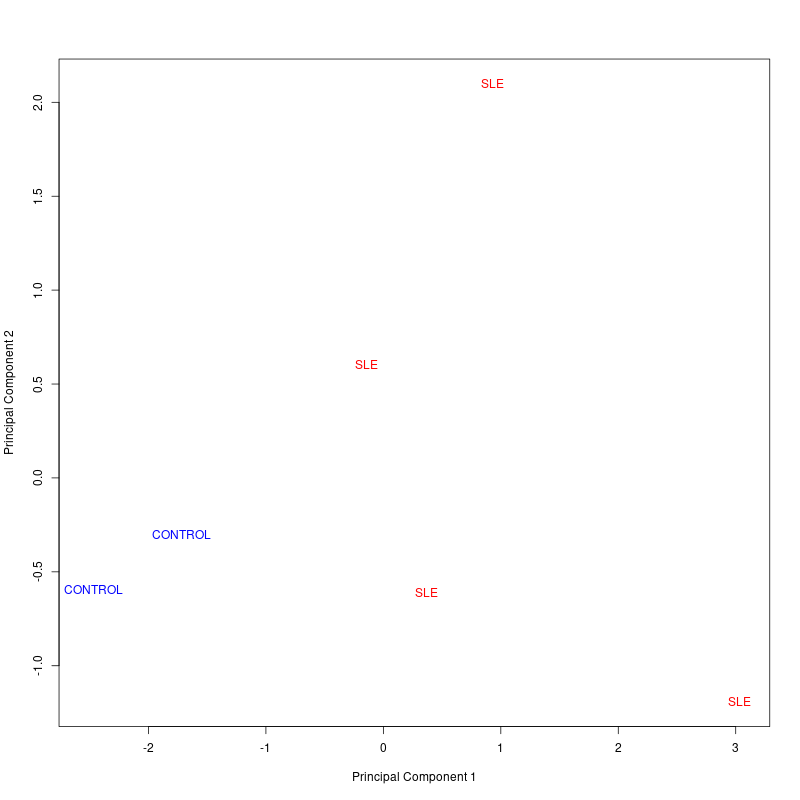 SLE
2.0
1.5
1.0
SLE
0.5
Principal Component 2
0.0
CONTROL
-0.5
CONTROL
SLE
-1.0
SLE
-2 -1 0 1 2 3
Principal Component 1